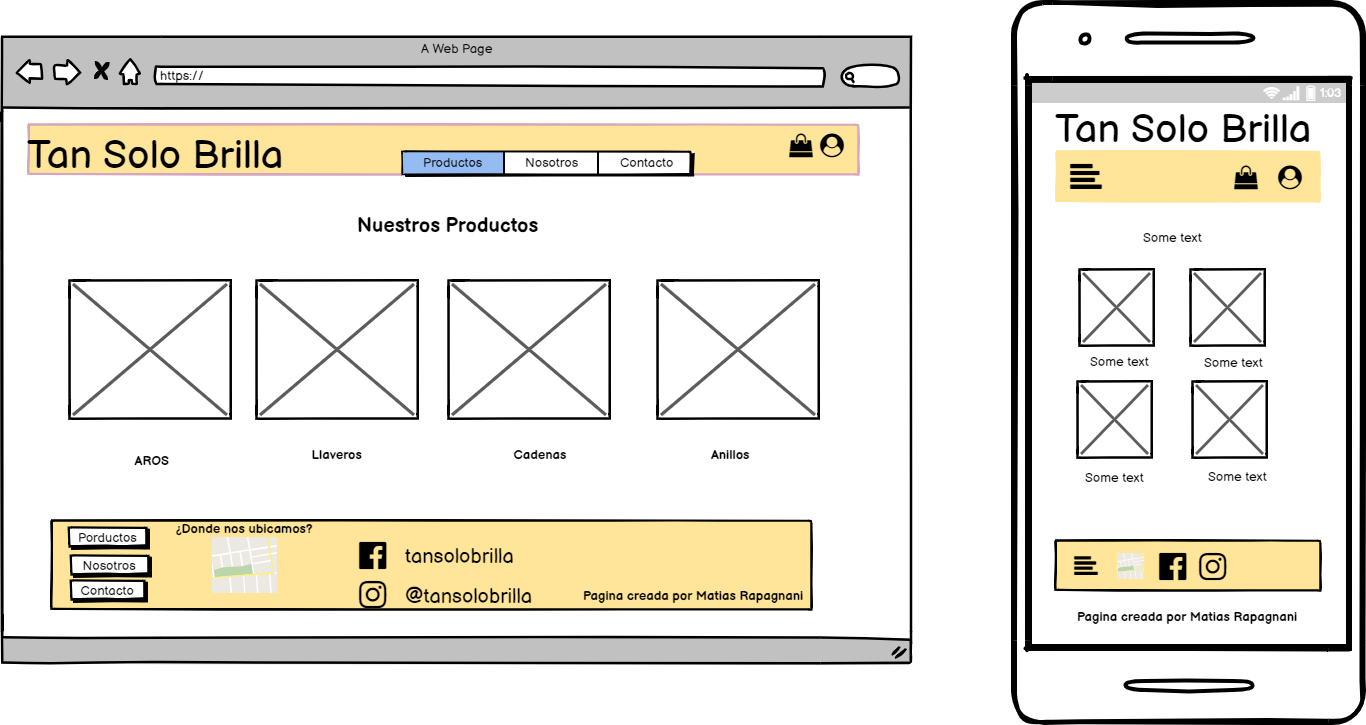 A Web Page
https://
Tan Solo Brilla
Productos
Nosotros
Contacto
Nuestros Productos
AROS
Llaveros
Cadenas
Anillos
Porductos
Nosotros
Contacto
¿Donde nos ubicamos?
tansolobrilla
@tansolobrilla
Pagina creada por Matias Rapagnani
1:03
Tan Solo Brilla
Some text
Some text
Some text
Some text
Some text
Pagina creada por Matias Rapagnani